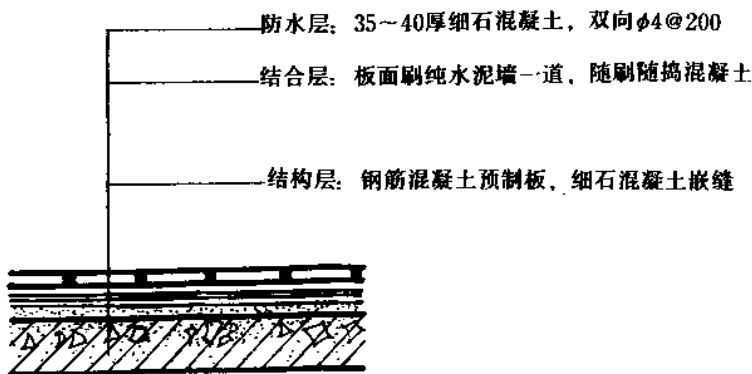 防水层：35～40厚细石混凝土，双向φ4@200
结合层：板面刷纯水泥墙一道，随刷随捣混凝土
结构层：钢筋混凝土预制板、细石混凝土嵌缝